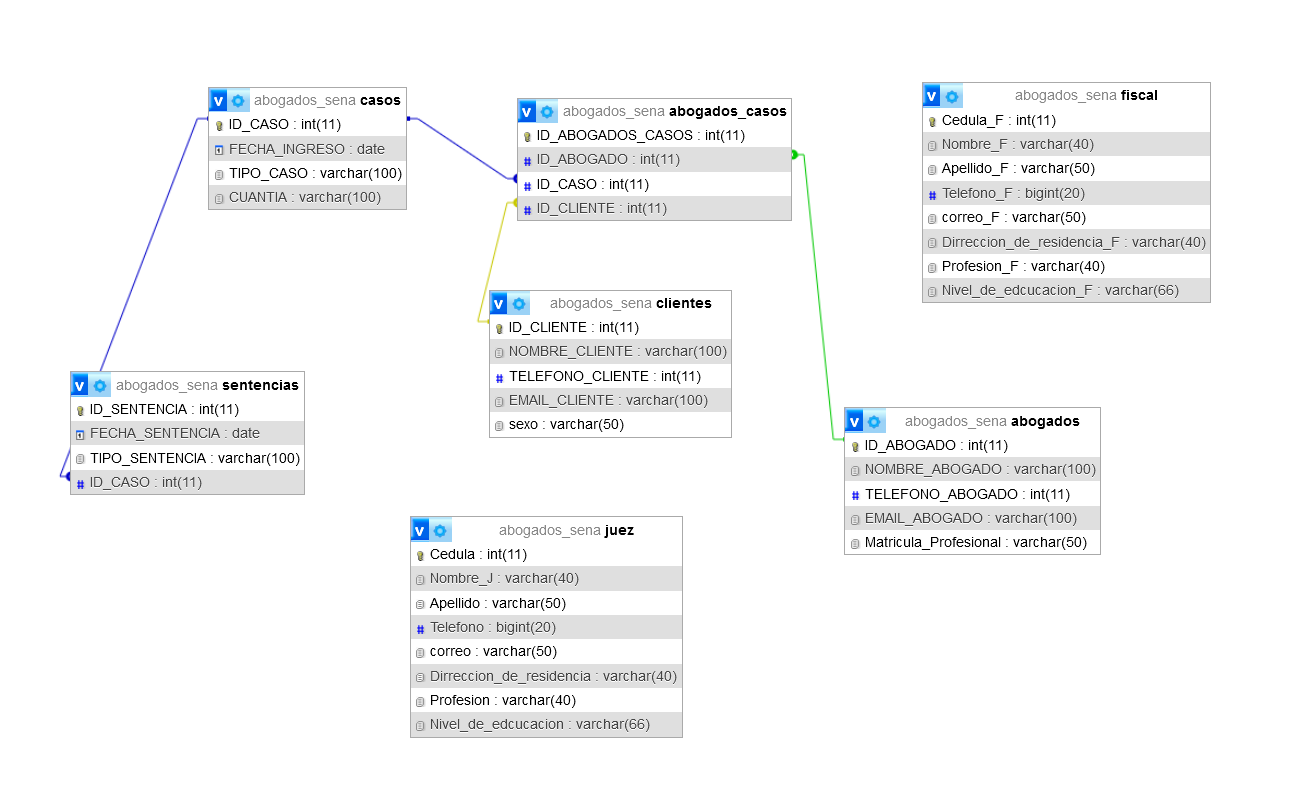 v abogados_sena casos
ID_CASO : int(11)
FECHA_INGRESO : date
TIPO_CASO : varchar(100)
CUANTIA : varchar(100)
v abogados_sena abogados_casos
ID_ABOGADOS_CASOS : int(11)
# ID_ABOGADO : int(11)
# ID_CASO : int(11)
# ID_CLIENTE : int(11)
v abogados_sena fiscal
Cedula_F : int(11)
Nombre_F : varchar(40)
Apellido_F : varchar(50)
# Telefono_F : bigint(20)
correo_F : varchar(50)
Dirreccion_de_residencia_F : varchar(40)
Profesion_F : varchar(40)
Nivel_de_edcucacion_F : varchar(66)
v abogados_sena clientes
ID_CLIENTE : int(11)
NOMBRE_CLIENTE : varchar(100)
# TELEFONO_CLIENTE : int(11)
EMAIL_CLIENTE : varchar(100)
sexo : varchar(50)
v abogados_sena sentencias
ID_SENTENCIA : int(11)
FECHA_SENTENCIA : date
TIPO_SENTENCIA : varchar(100)
# ID_CASO : int(11)
v abogados_sena abogados
ID_ABOGADO : int(11)
NOMBRE_ABOGADO : varchar(100)
# TELEFONO_ABOGADO : int(11)
EMAIL_ABOGADO : varchar(100)
Matricula_Profesional : varchar(50)
v abogados_sena juez
Cedula : int(11)
Nombre_J : varchar(40)
Apellido : varchar(50)
# Telefono : bigint(20)
correo : varchar(50)
Dirreccion_de_residencia : varchar(40)
Profesion : varchar(40)
Nivel_de_edcucacion : varchar(66)